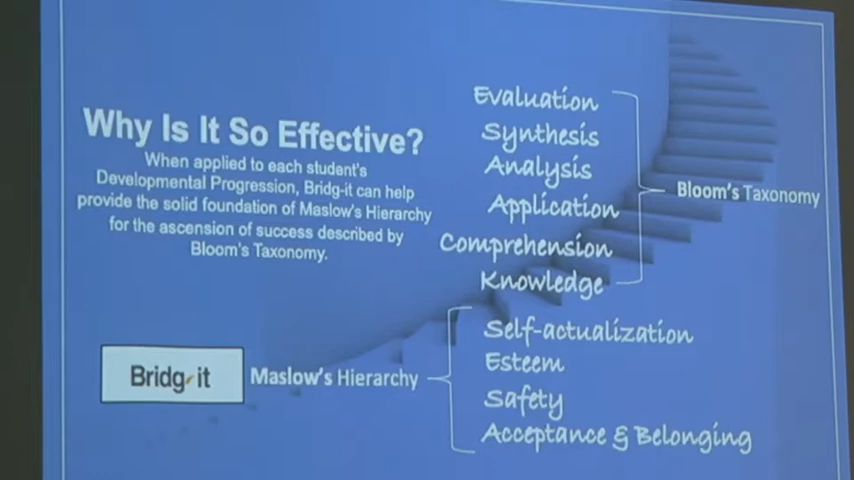 Why Is It So Effective?
When applied to each student's
Developmental Progression, Bridg-it can help
provide the solid foundation of Maslow's Hierarchy
for the ascension of success described by
Bloom's Taxonomy.
Evaluation
Synthesis
Analysis
Application
Comprehension
Knowledge
Bloom's Taxonomy
Bridg-it
Maslow's Hierarchy
Self-actualization
Esteem
Safety
Acceptance & Belonging